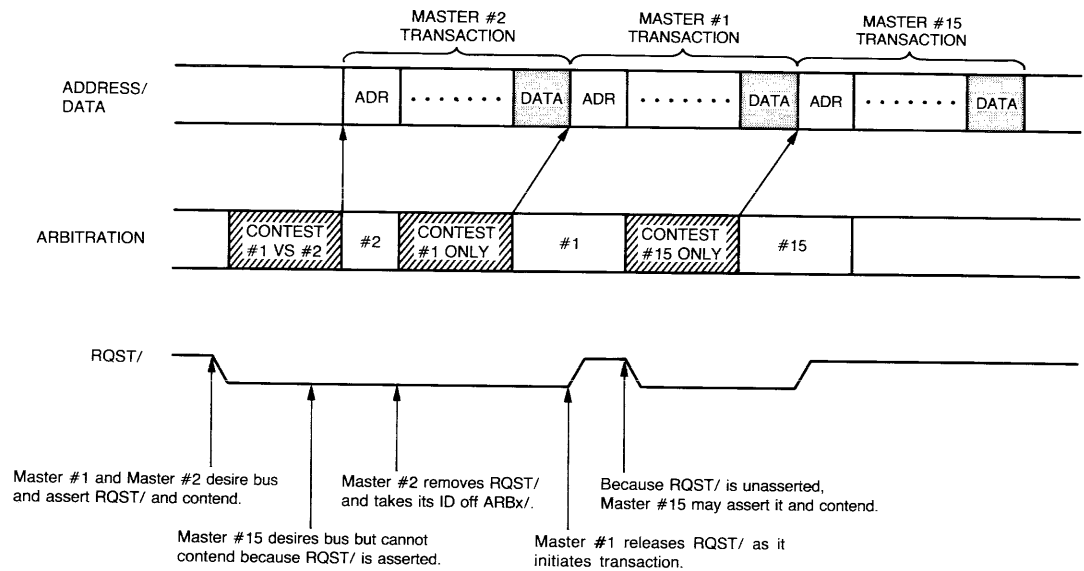 MASTER #2
TRANSACTION
MASTER #1
TRANSACTION
MASTER #15
TRANSACTION
ADDRESS/
DATA
ADR
.......
DATA
ADR
.......
DATA
ADR
.......
DATA
ARBITRATION
CONTEST
#1 VS #2
#2
CONTEST
#1 ONLY
#1
CONTEST
#15 ONLY
#15
RQST/
Master #1 and Master #2 desire bus
and assert RQST/ and contend.
Master #15 desires bus but cannot
contend because RQST/ is asserted.
Master #2 removes RQST/
and takes its ID off ARBx/.
Master #1 releases RQST/ as it
initiates transaction.
Because RQST/ is unasserted,
Master #15 may assert it and contend.